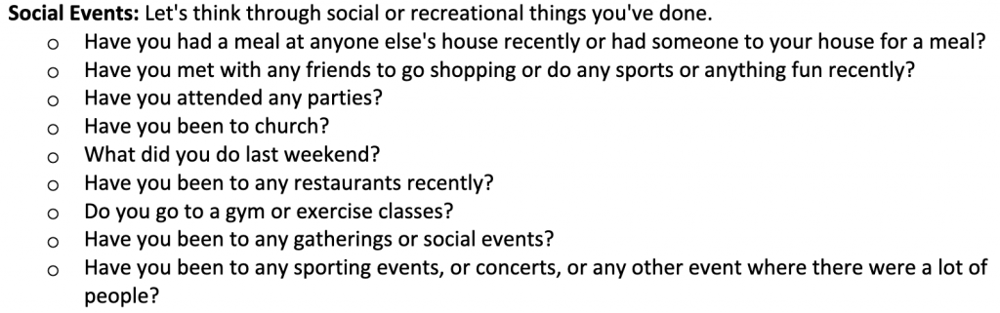 Social Events: Let's think through social or recreational things you've done.
o Have you had a meal at anyone else's house recently or had someone to your house for a meal?
o Have you met with any friends to go shopping or do any sports or anything fun recently?
o Have you attended any parties?
o Have you been to church?
o What did you do last weekend?
o Have you been to any restaurants recently?
o Do you go to a gym or exercise classes?
o Have you been to any gatherings or social events?
o Have you been to any sporting events, or concerts, or any other event where there were a lot of
people?